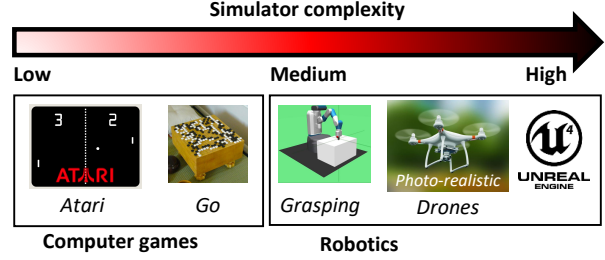 Simulator complexity
Low Medium High
3 2
ATARI
Photo-realistic
4
UNREAL
ENGINE
Atari Go Grasping Drones
Computer games Robotics